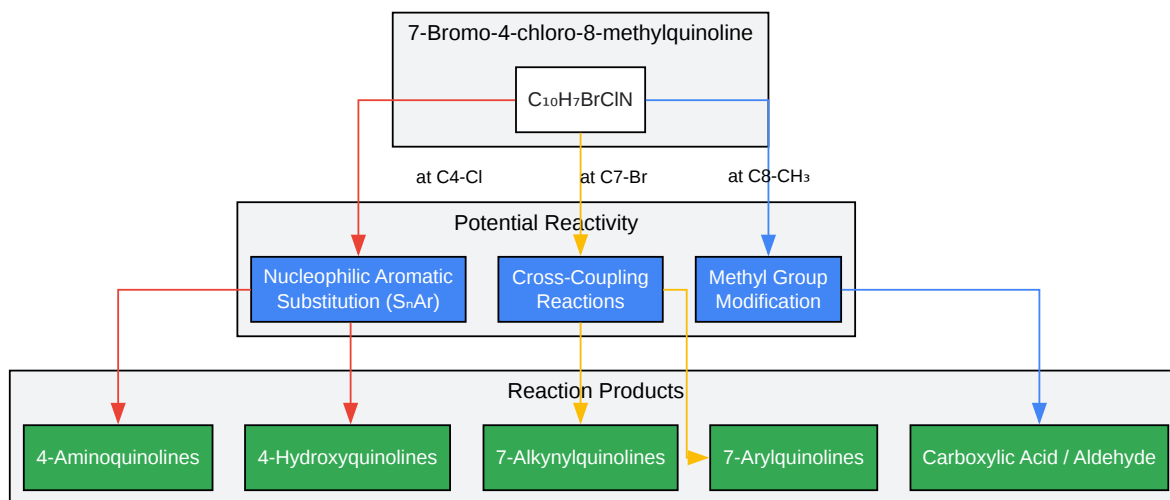 7-Bromo-4-chloro-8-methylquinoline
C₁₀H₇BrClN
at C4-Cl
at C7-Br
at C8-CH₃
Potential Reactivity
Nucleophilic Aromatic
Substitution (SₙAr)
Cross-Coupling
Reactions
Methyl Group
Modification
Reaction Products
4-Aminoquinolines
4-Hydroxyquinolines
7-Alkynylquinolines
7-Arylquinolines
Carboxylic Acid / Aldehyde